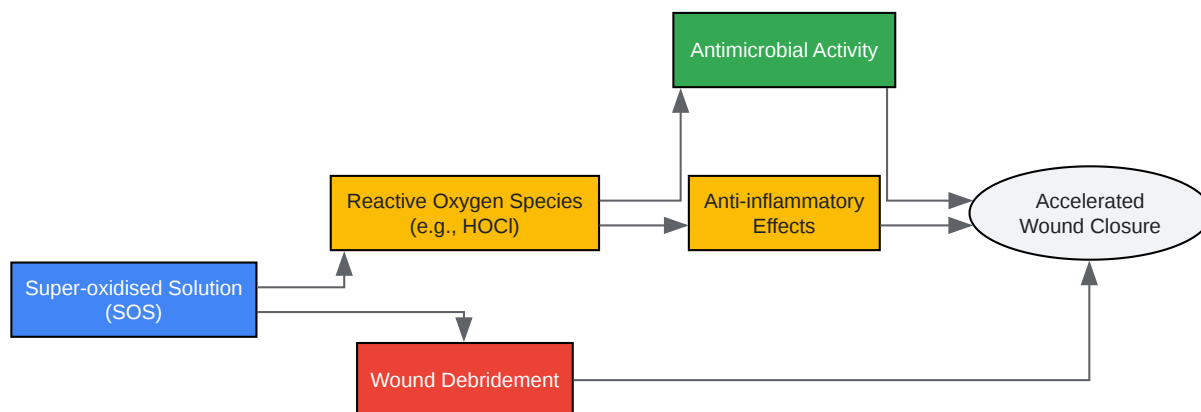 Antimicrobial Activity
Reactive Oxygen Species
(e.g., HOCl)
Anti-inflammatory
Effects
Accelerated
Wound Closure
Super-oxidised Solution
(SOS)
Wound Debridement